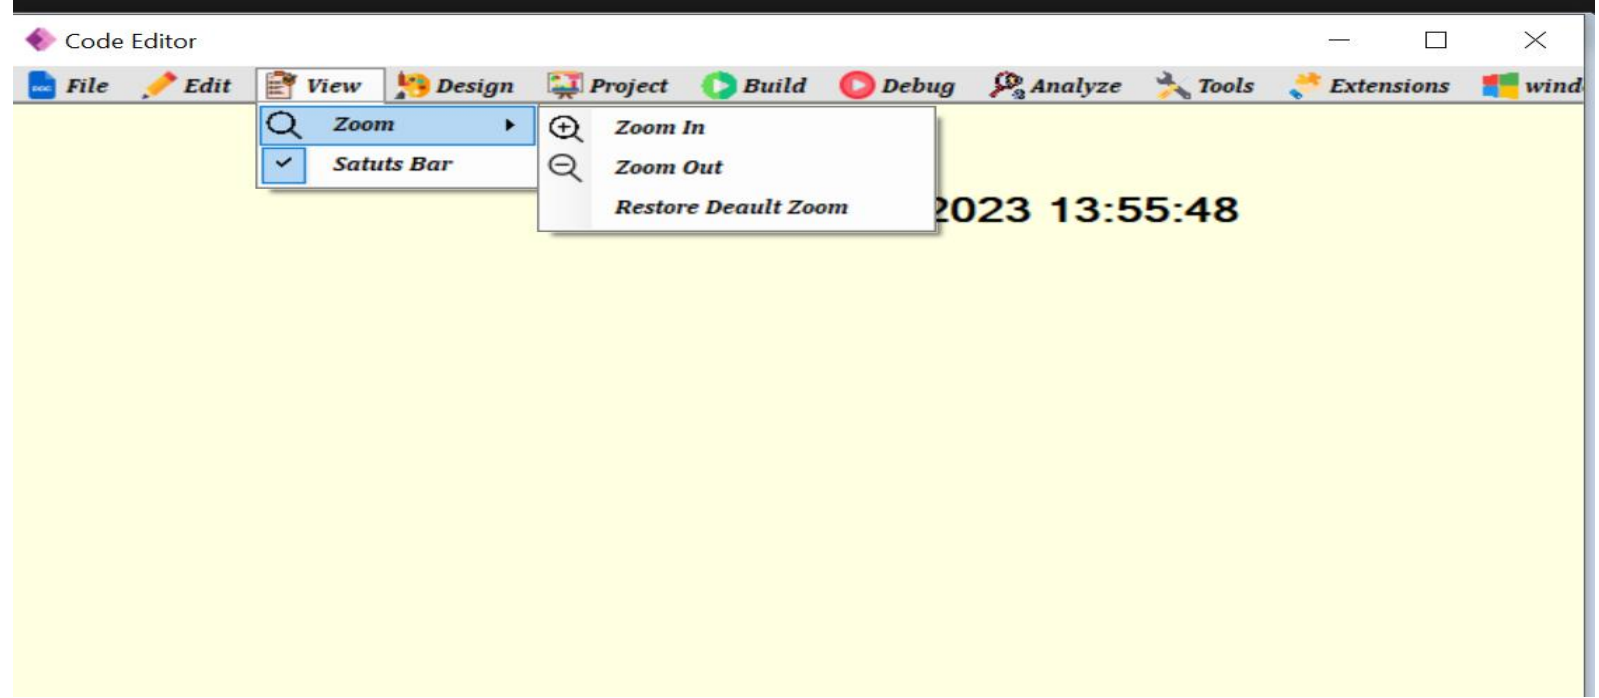 Code Editor
File Edit View Design Project Build Debug Analyze Tools Extensions wind
Zoom
Satuts Bar
Zoom In
Zoom Out
Restore Deault Zoom
2023 13:55:48